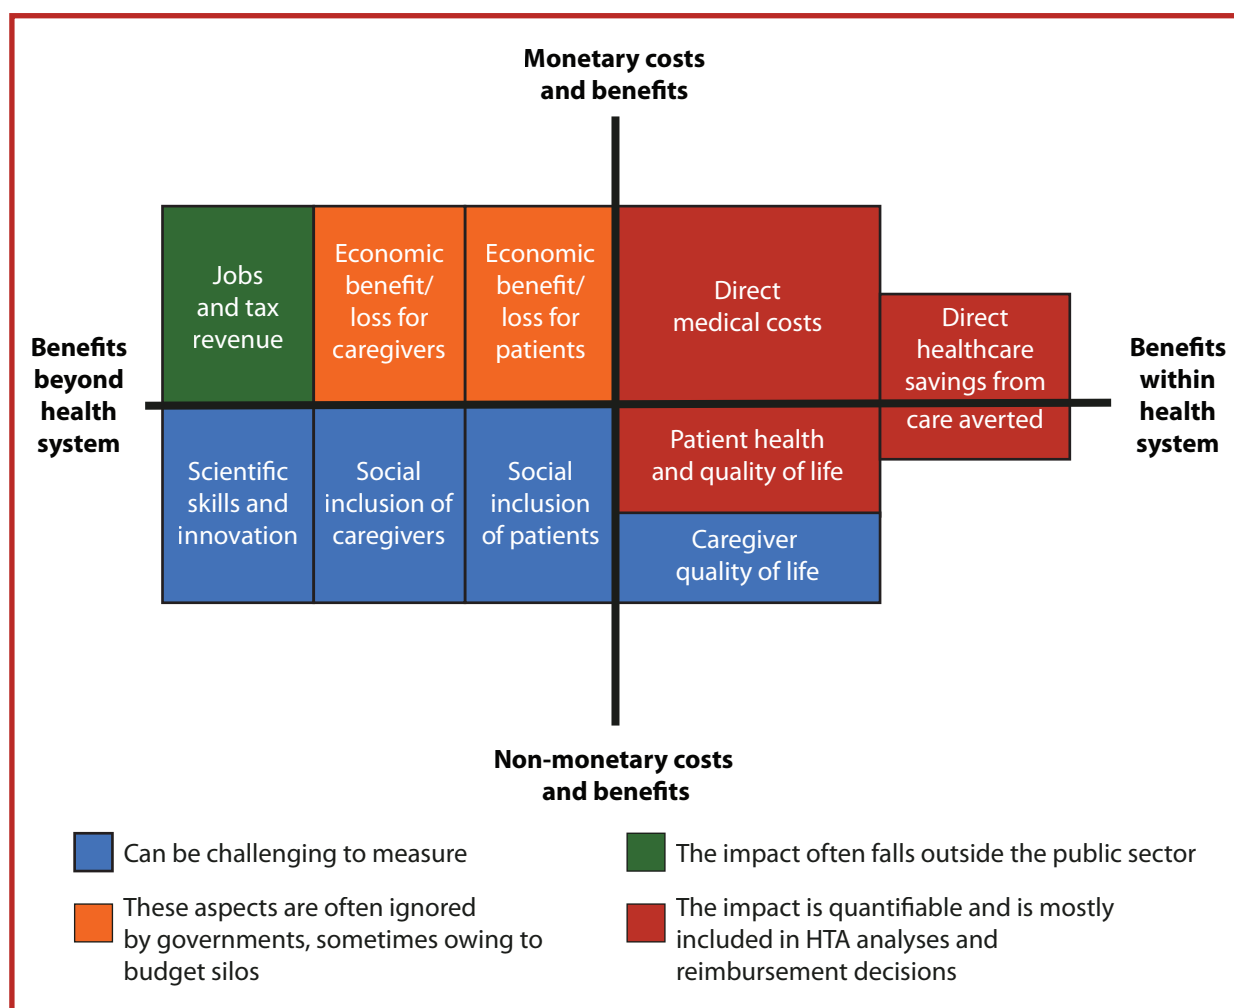 Monetary costs
and benefits
Jobs
and tax
revenue
Economic
benefit/
loss for
caregivers
Economic
benefit/
loss for
patients
Direct
medical costs
Direct
healthcare
savings from
care averted
Benefits
beyond
health
system
Benefits
within
health
system
Scientific
skills and
innovation
Social
inclusion of
caregivers
Social
inclusion
of patients
Patient health
and quality of life
Caregiver
quality of life
Non-monetary costs
and benefits
Can be challenging to measure
The impact often falls outside the public sector
These aspects are often ignored
by governments, sometimes owing to
budget silos
The impact is quantifiable and is mostly
included in HTA analyses and
reimbursement decisions